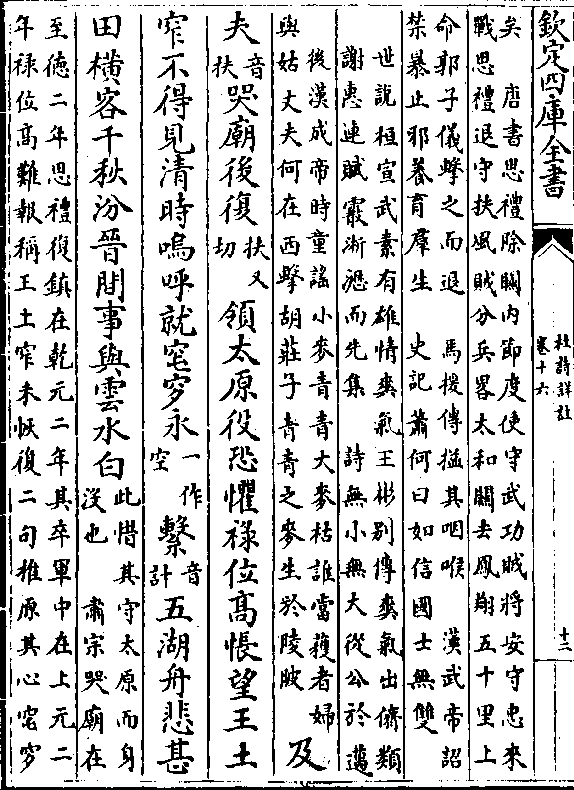 欽定四庫全書
杜詩詳註
卷十六
十三
矣　唐書思禮除關内節度使守武功賊將安守忠來
戰思禮退守扶風賊分兵畧太和關去鳳翔五十里上
命郭子儀擊之而退　馬援傳搤其咽喉　漢武帝詔
禁暴止邪養育羣生　史記蕭何曰如信國士無雙
世説桓宣武素有雄情爽氣王彬别傳爽氣出儕類
謝惠連賦霰淅瀝而先集　詩無小無大從公於邁
後漢成帝時童謡小麥青青大麥枯誰當穫者婦
與姑丈夫何在西擊胡莊子青青之麥生於陵陂
及
夫
音
扶
哭廟後復
扶又
切
領太原役恐懼祿位高悵望王土
窄不得見清時嗚呼就窀穸永
一作
空
繫
音
計
五湖舟悲甚
田橫客千秋汾晉間事與雲水白
此惜其守太原而身
沒也　肅宗哭廟在
至德二年思禮復鎮在乾元二年其卒軍中在上元二
年祿位高難報稱王土窄未恢復二句推原其心窀穸